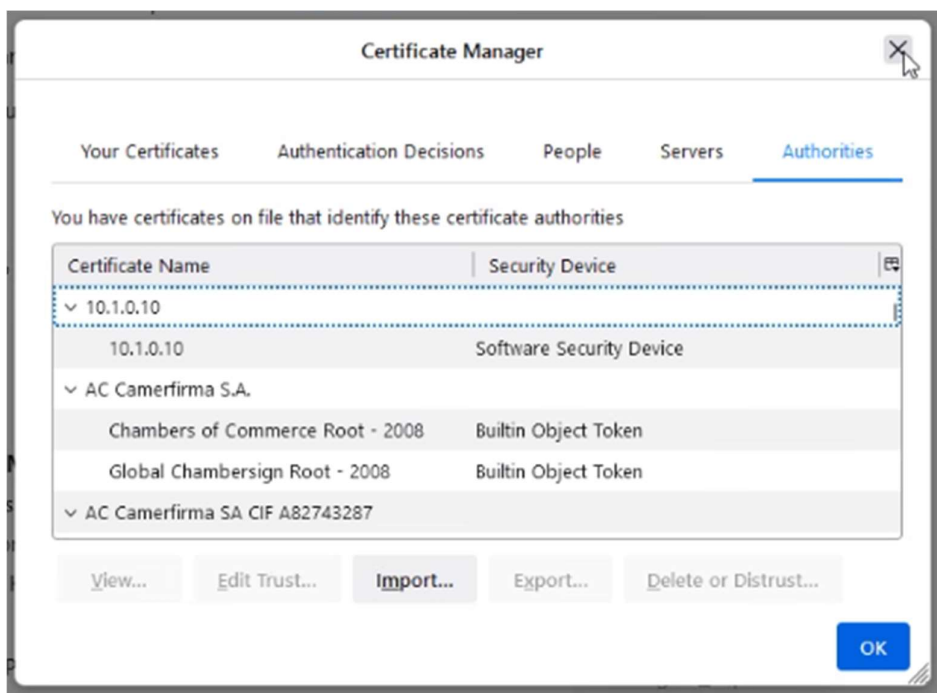 Certificate Manager
Your Certificates Authentication Decisions People Servers Authorities
You have certificates on file that identify these certificate authorities
Certificate Name Security Device
10.1.0.10
10.1.0.10 Software Security Device
AC Camerfirma S.A.
Chambers of Commerce Root - 2008 Builtin Object Token
Global Chambersign Root - 2008 Builtin Object Token
AC Camerfirma SA CIF A82743287
View... Edit Trust... Import... Export... Delete or Distrust...
OK